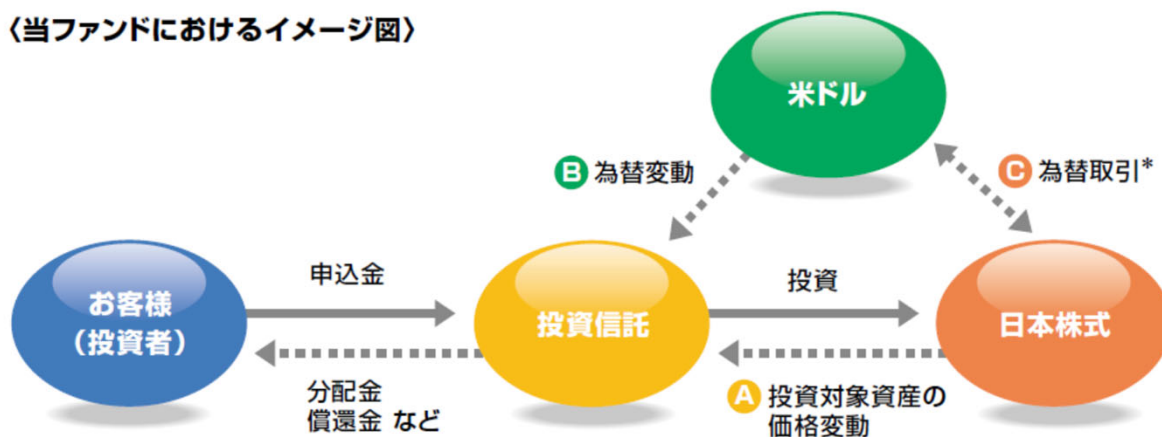 〈当ファンドにおけるイメージ図〉
米ドル
B 為替変動
C 為替取引*
お客様
（投資者）
申込金
投資信託
投資
日本株式
分配金
償還金 など
A 投資対象資産の
価格変動